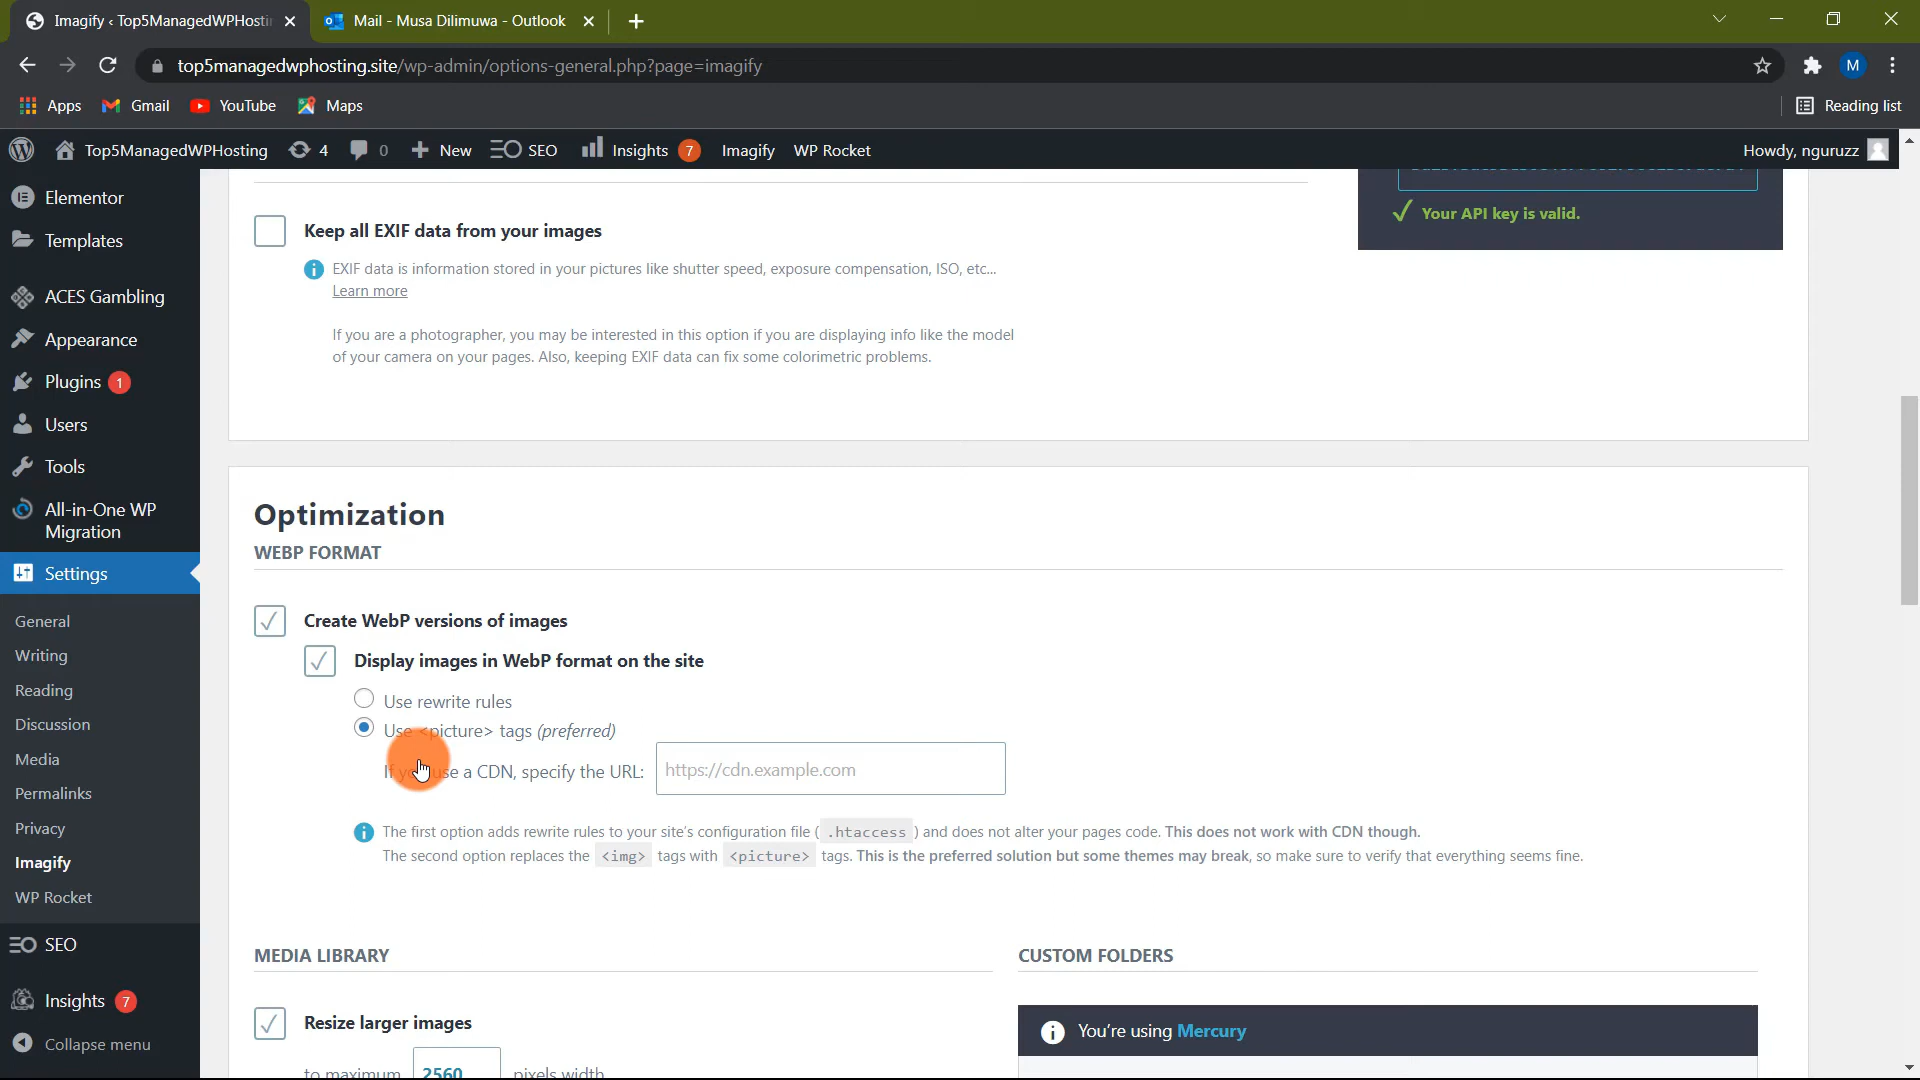 Imagify ‹ Top5ManagedWPHosti
Mail - Musa Dilimuwa - Outlook
top5managedwphosting.site/wp-admin/options-general.php?page=imagify
M
Apps
Gmail
YouTube
Maps
Reading list
Top5ManagedWPHosting
4
0
New
SEO
Insights 7
Imagify
WP Rocket
Howdy, nguruzz
Elementor
Templates
ACES Gambling
Appearance
Plugins 1
Users
Tools
All-in-One WP
Migration
Settings
General
Writing
Reading
Discussion
Media
Permalinks
Privacy
Imagify
WP Rocket
SEO
Insights 7
Collapse menu
Your API key is valid.
Keep all EXIF data from your images
EXIF data is information stored in your pictures like shutter speed, exposure compensation, ISO, etc...
Learn more
If you are a photographer, you may be interested in this option if you are displaying info like the model
of your camera on your pages. Also, keeping EXIF data can fix some colorimetric problems.
Optimization
WEBP FORMAT
Create WebP versions of images
Display images in WebP format on the site
Use rewrite rules
Use <picture> tags (preferred)
If you use a CDN, specify the URL: https://cdn.example.com
The first option adds rewrite rules to your site's configuration file ( .htaccess ) and does not alter your pages code. This does not work with CDN though.
The second option replaces the <img> tags with <picture> tags. This is the preferred solution but some themes may break, so make sure to verify that everything seems fine.
MEDIA LIBRARY
Resize larger images
to maximum 2560 pixels width
CUSTOM FOLDERS
You're using Mercury